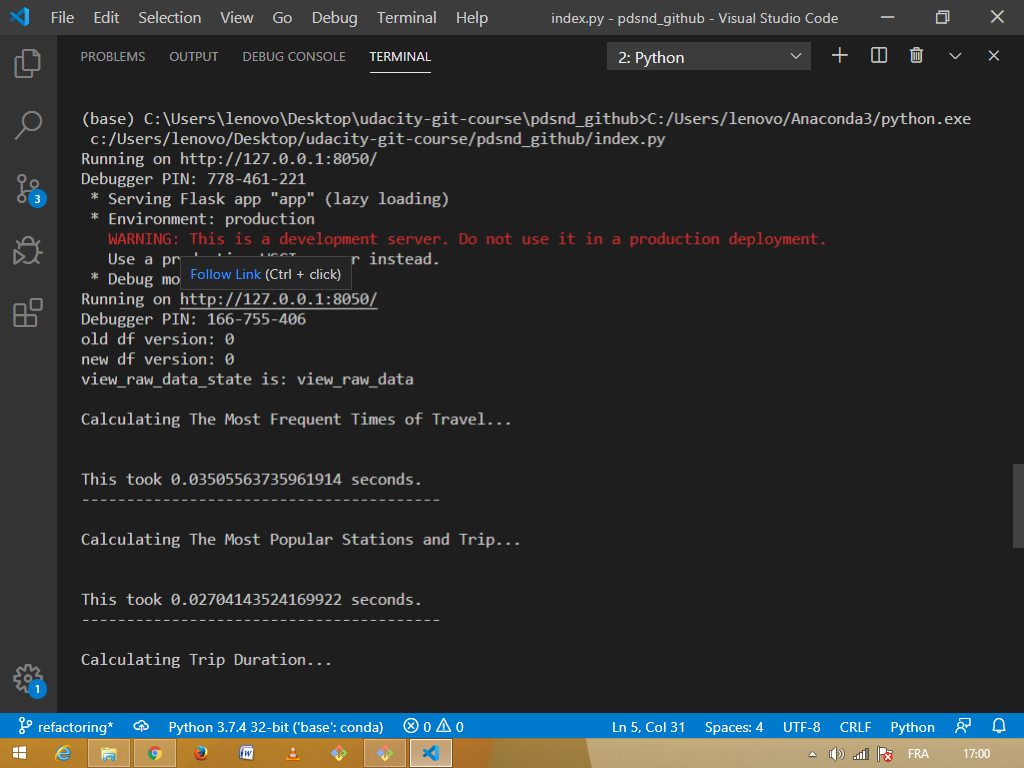 File Edit Selection View Go Debug Terminal Help index.py - pdsnd_github - Visual Studio Code
PROBLEMS OUTPUT DEBUG CONSOLE TERMINAL 2: Python
(base) C:\Users\lenovo\Desktop\udacity-git-course\pdsnd_github>C:/Users/lenovo/Anaconda3/python.exe
c:/Users/lenovo/Desktop/udacity-git-course/pdsnd_github/index.py
Running on http://127.0.0.1:8050/
Debugger PIN: 778-461-221
* Serving Flask app "app" (lazy loading)
* Environment: production
WARNING: This is a development server. Do not use it in a production deployment.
Use a instead.
Follow Link (Ctrl + click)
* Debug
Running on http://127.0.0.1:8050/
Debugger PIN: 166-755-406
old df version: 0
new df version: 0
view_raw_data_state is: view_raw_data
Calculating The Most Frequent Times of Travel...
This took 0.03505563735961914 seconds.
----------------------------------------
Calculating The Most Popular Stations and Trip...
This took 0.02704143524169922 seconds.
----------------------------------------
Calculating Trip Duration...
3
1
refactoring* Python 3.7.4 32-bit ('base': conda) 0 0 Ln 5, Col 31 Spaces: 4 UTF-8 CRLF Python
FRA 17:00